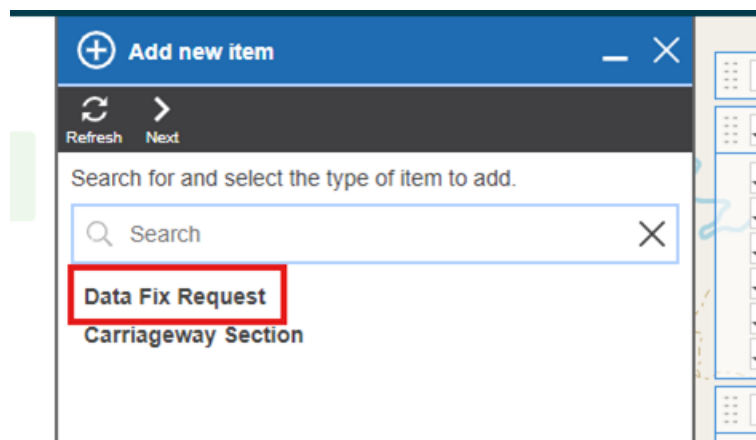 Add new item
Refresh Next
Search for and select the type of item to add.
Search
Data Fix Request
Carriageway Section